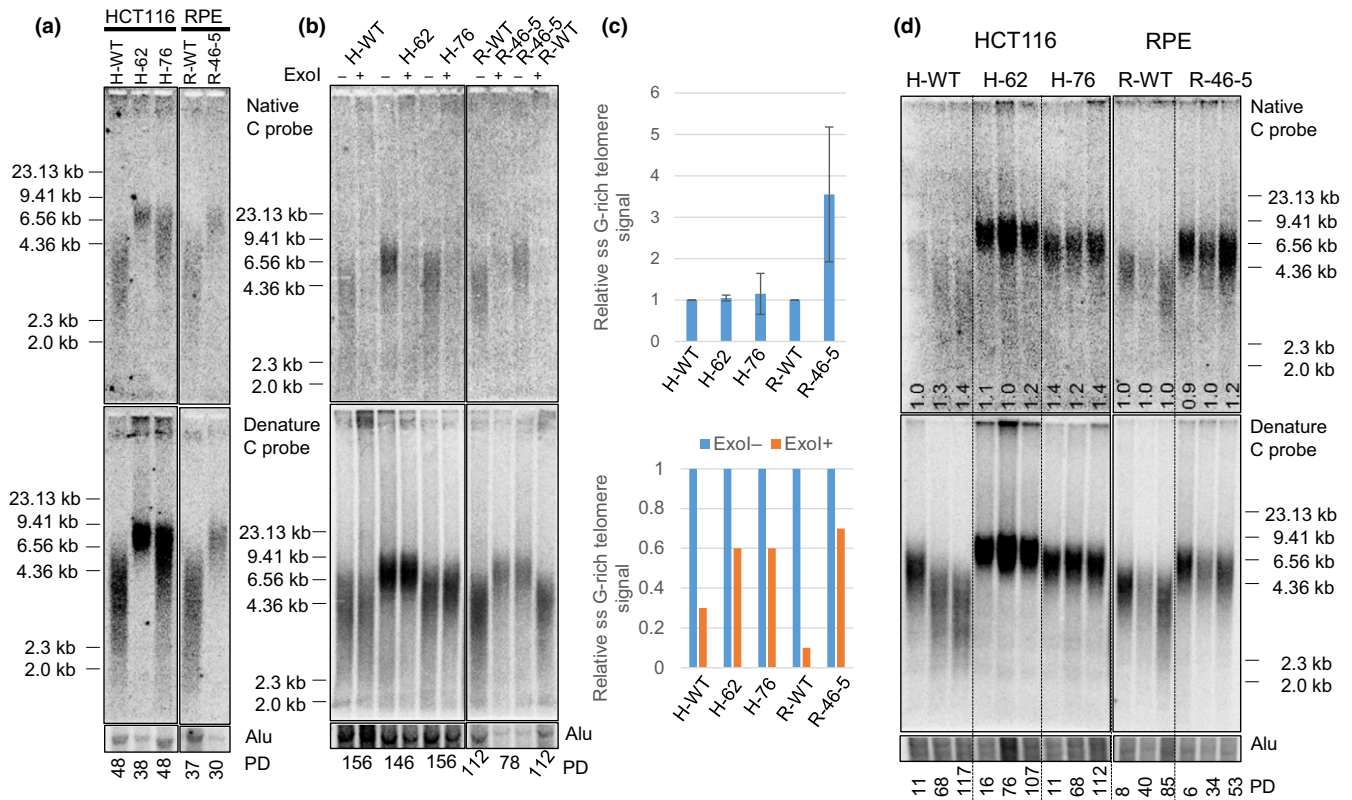 (a)
HCT116
RPE
H-WT
H-62
H-76
R-WT
R-46-5
Native
C probe
23.13 kb
9.41 kb
6.56 kb
4.36 kb
2.3 kb
2.0 kb
Denature
C probe
23.13 kb
9.41 kb
6.56 kb
4.36 kb
2.3 kb
2.0 kb
Alu
48 38 48 37 30
PD
(b)
H-WT
H-62
H-76
R-WT
R-46-5
R-46-5
R-WT
ExoI – + – + – + – + – +
23.13 kb
9.41 kb
6.56 kb
4.36 kb
2.3 kb
2.0 kb
23.13 kb
9.41 kb
6.56 kb
4.36 kb
2.3 kb
2.0 kb
Alu
156 146 156 112 78 112 PD
(c)
Relative ss G-rich telomere
signal
6
5
4
3
2
1
0
H-WT
H-62
H-76
R-WT
R-46-5
ExoI– ExoI+
Relative ss G-rich telomere
signal
1
0.8
0.6
0.4
0.2
0
H-WT
H-62
H-76
R-WT
R-46-5
(d)
HCT116 RPE
H-WT H-62 H-76 R-WT R-46-5
Native
C probe
23.13 kb
9.41 kb
6.56 kb
4.36 kb
2.3 kb
2.0 kb
1.0 1.3 1.4 1.1 1.0 1.2 1.4 1.2 1.4 1.0 1.0 1.0 0.9 1.0 1.2
Denature
C probe
23.13 kb
9.41 kb
6.56 kb
4.36 kb
2.3 kb
2.0 kb
Alu
11 68 117 16 76 107 11 68 112 8 40 85 6 34 53 PD